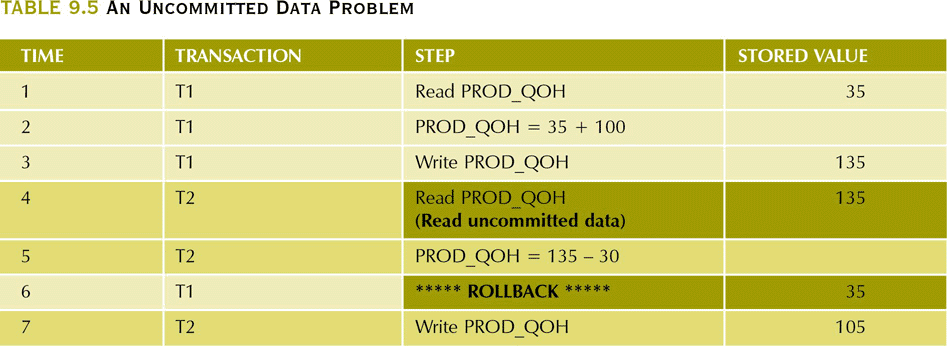 TABLE 9.5 AN UNCOMMITTED DATA PROBLEM
TIME TRANSACTION STEP STORED VALUE
1 T1 Read PROD_QOH 35
2 T1 PROD_QOH = 35 + 100
3 T1 Write PROD_QOH 135
4 T2 Read PROD_QOH 135
(Read uncommitted data)
5 T2 PROD_QOH = 135 – 30
6 T1 ***** ROLLBACK ***** 35
7 T2 Write PROD_QOH 105